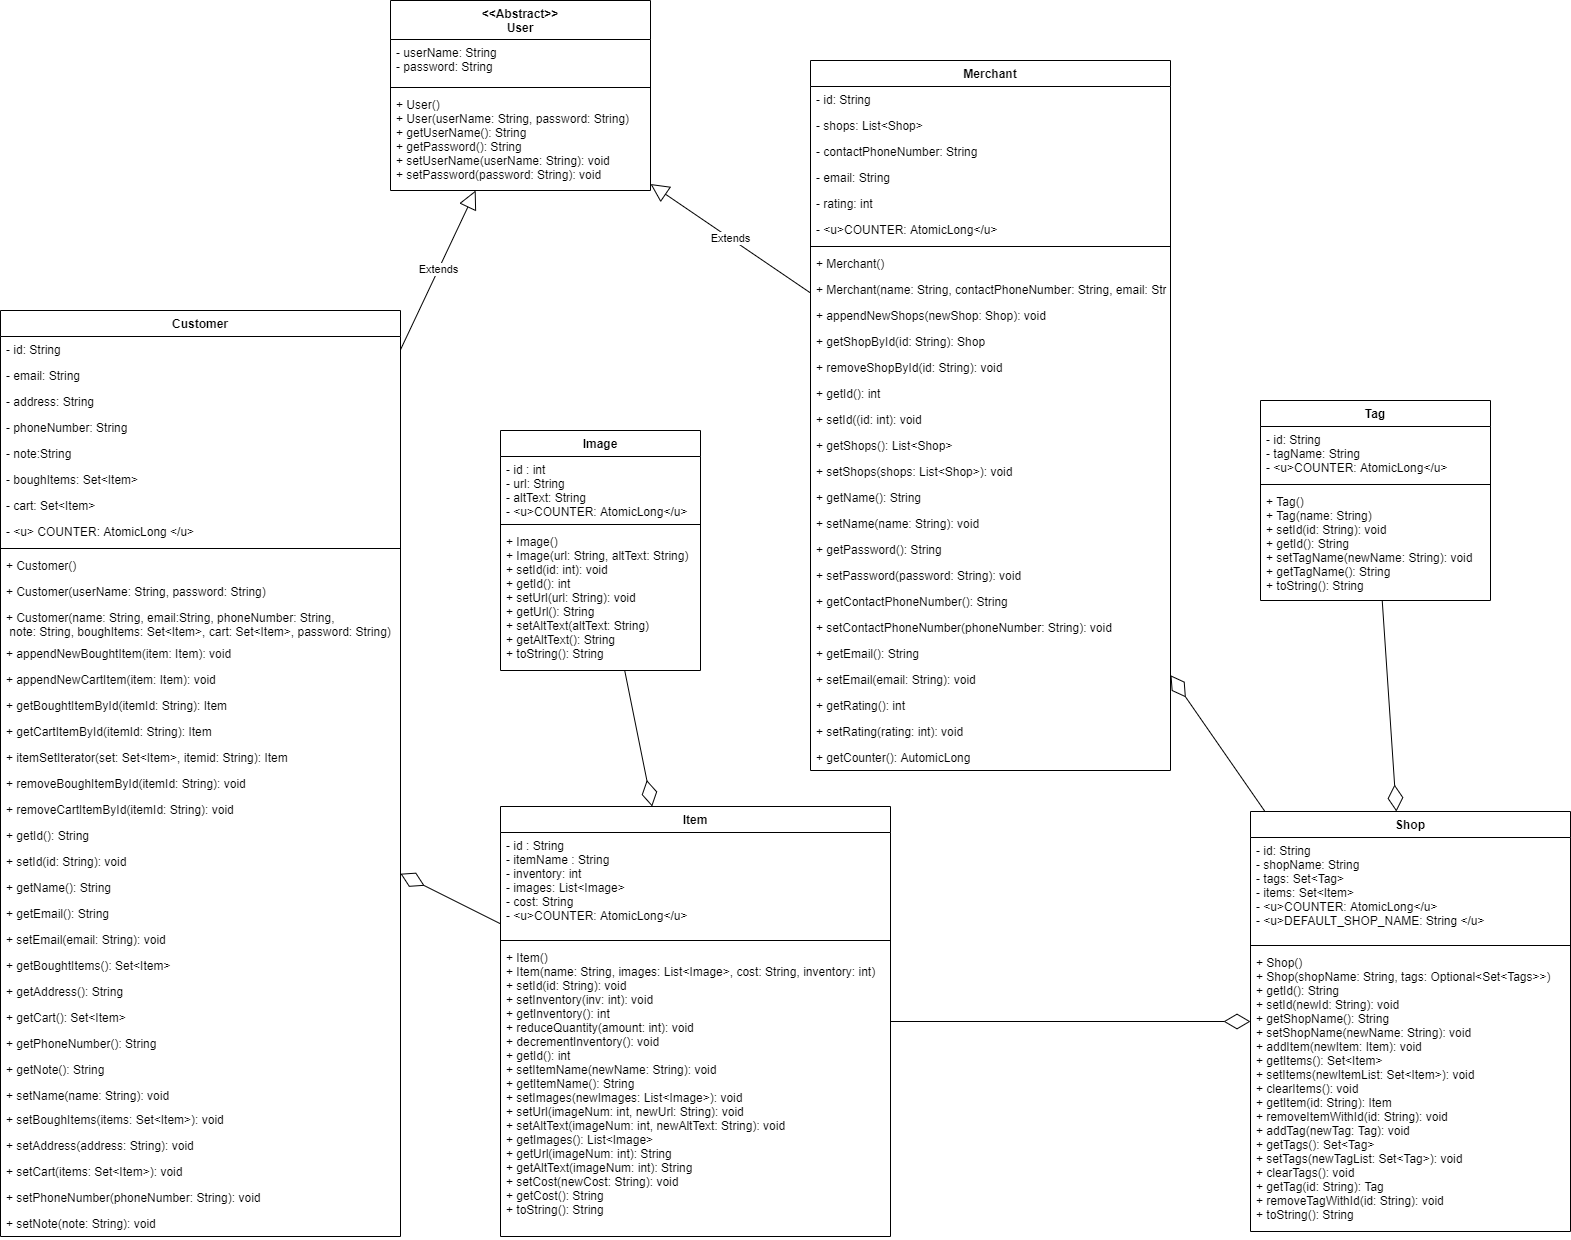 <<Abstract>>
User
- userName: String
- password: String
+ User()
+ User(userName: String, password: String)
+ getUserName(): String
+ getPassword(): String
+ setUserName(userName: String): void
+ setPassword(password: String): void
Merchant
- id: String
- shops: List<Shop>
- contactPhoneNumber: String
- email: String
- rating: int
- <u>COUNTER: AtomicLong</u>
+ Merchant()
+ Merchant(name: String, contactPhoneNumber: String, email: Str
+ appendNewShops(newShop: Shop): void
+ getShopById(id: String): Shop
+ removeShopById(id: String): void
+ getId(): int
+ setId((id: int): void
+ getShops(): List<Shop>
+ setShops(shops: List<Shop>): void
+ getName(): String
+ setName(name: String): void
+ getPassword(): String
+ setPassword(password: String): void
+ getContactPhoneNumber(): String
+ setContactPhoneNumber(phoneNumber: String): void
+ getEmail(): String
+ setEmail(email: String): void
+ getRating(): int
+ setRating(rating: int): void
+ getCounter(): AutomicLong
Extends
Extends
Customer
- id: String
- email: String
- address: String
- phoneNumber: String
- note:String
- boughItems: Set<Item>
- cart: Set<Item>
- <u> COUNTER: AtomicLong </u>
+ Customer()
+ Customer(userName: String, password: String)
+ Customer(name: String, email:String, phoneNumber: String,
note: String, boughItems: Set<Item>, cart: Set<Item>, password: String)
+ appendNewBoughtItem(item: Item): void
+ appendNewCartItem(item: Item): void
+ getBoughtItemById(itemId: String): Item
+ getCartItemById(itemId: String): Item
+ itemSetIterator(set: Set<Item>, itemid: String): Item
+ removeBoughItemById(itemId: String): void
+ removeCartItemById(itemId: String): void
+ getId(): String
+ setId(id: String): void
+ getName(): String
+ getEmail(): String
+ setEmail(email: String): void
+ getBoughtItems(): Set<Item>
+ getAddress(): String
+ getCart(): Set<Item>
+ getPhoneNumber(): String
+ getNote(): String
+ setName(name: String): void
+ setBoughItems(items: Set<Item>): void
+ setAddress(address: String): void
+ setCart(items: Set<Item>): void
+ setPhoneNumber(phoneNumber: String): void
+ setNote(note: String): void
Image
- id : int
- url: String
- altText: String
- <u>COUNTER: AtomicLong</u>
+ Image()
+ Image(url: String, altText: String)
+ setId(id: int): void
+ getId(): int
+ setUrl(url: String): void
+ getUrl(): String
+ setAltText(altText: String)
+ getAltText(): String
+ toString(): String
Tag
- id: String
- tagName: String
- <u>COUNTER: AtomicLong</u>
+ Tag()
+ Tag(name: String)
+ setId(id: String): void
+ getId(): String
+ setTagName(newName: String): void
+ getTagName(): String
+ toString(): String
Item
- id : String
- itemName : String
- inventory: int
- images: List<Image>
- cost: String
- <u>COUNTER: AtomicLong</u>
+ Item()
+ Item(name: String, images: List<Image>, cost: String, inventory: int)
+ setId(id: String): void
+ setInventory(inv: int): void
+ getInventory(): int
+ reduceQuantity(amount: int): void
+ decrementInventory(): void
+ getId(): int
+ setItemName(newName: String): void
+ getItemName(): String
+ setImages(newImages: List<Image>): void
+ setUrl(imageNum: int, newUrl: String): void
+ setAltText(imageNum: int, newAltText: String): void
+ getImages(): List<Image>
+ getUrl(imageNum: int): String
+ getAltText(imageNum: int): String
+ setCost(newCost: String): void
+ getCost(): String
+ toString(): String
Shop
- id: String
- shopName: String
- tags: Set<Tag>
- items: Set<Item>
- <u>COUNTER: AtomicLong</u>
- <u>DEFAULT_SHOP_NAME: String </u>
+ Shop()
+ Shop(shopName: String, tags: Optional<Set<Tags>>)
+ getId(): String
+ setId(newId: String): void
+ getShopName(): String
+ setShopName(newName: String): void
+ addItem(newItem: Item): void
+ getItems(): Set<Item>
+ setItems(newItemList: Set<Item>): void
+ clearItems(): void
+ getItem(id: String): Item
+ removeItemWithId(id: String): void
+ addTag(newTag: Tag): void
+ getTags(): Set<Tag>
+ setTags(newTagList: Set<Tag>): void
+ clearTags(): void
+ getTag(id: String): Tag
+ removeTagWithId(id: String): void
+ toString(): String